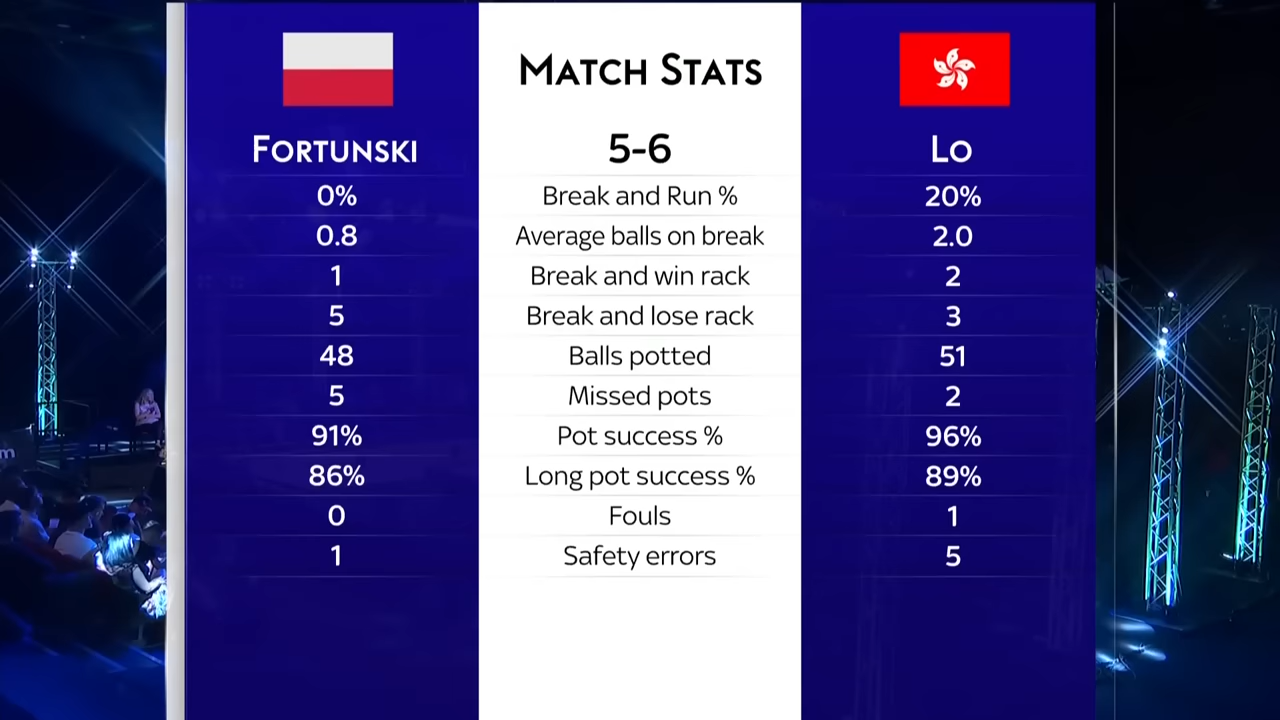 MATCH STATS
FORTUNSKI 5-6 LO
0% Break and Run % 20%
0.8 Average balls on break 2.0
1 Break and win rack 2
5 Break and lose rack 3
48 Balls potted 51
5 Missed pots 2
91% Pot success % 96%
86% Long pot success % 89%
0 Fouls 1
1 Safety errors 5
m